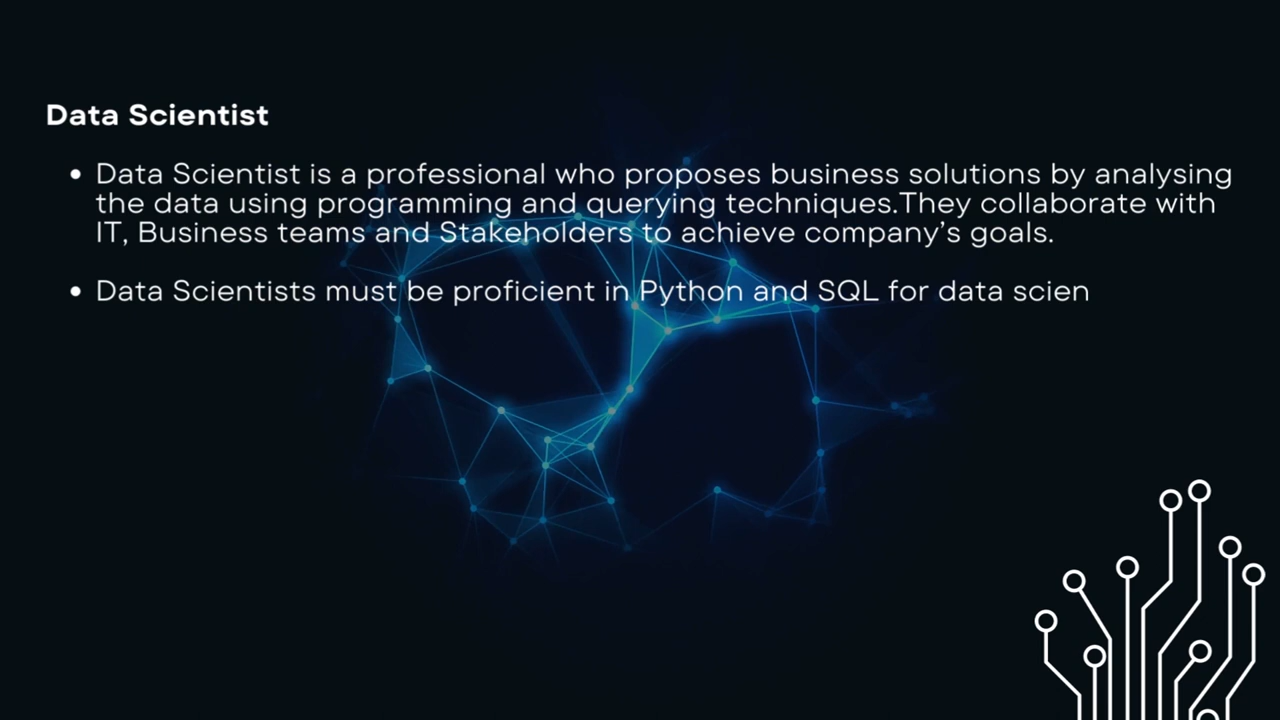 Data Scientist
• Data Scientist is a professional who proposes business solutions by analysing
the data using programming and querying techniques.They collaborate with
IT, Business teams and Stakeholders to achieve company’s goals.
• Data Scientists must be proficient in Python and SQL for data scien